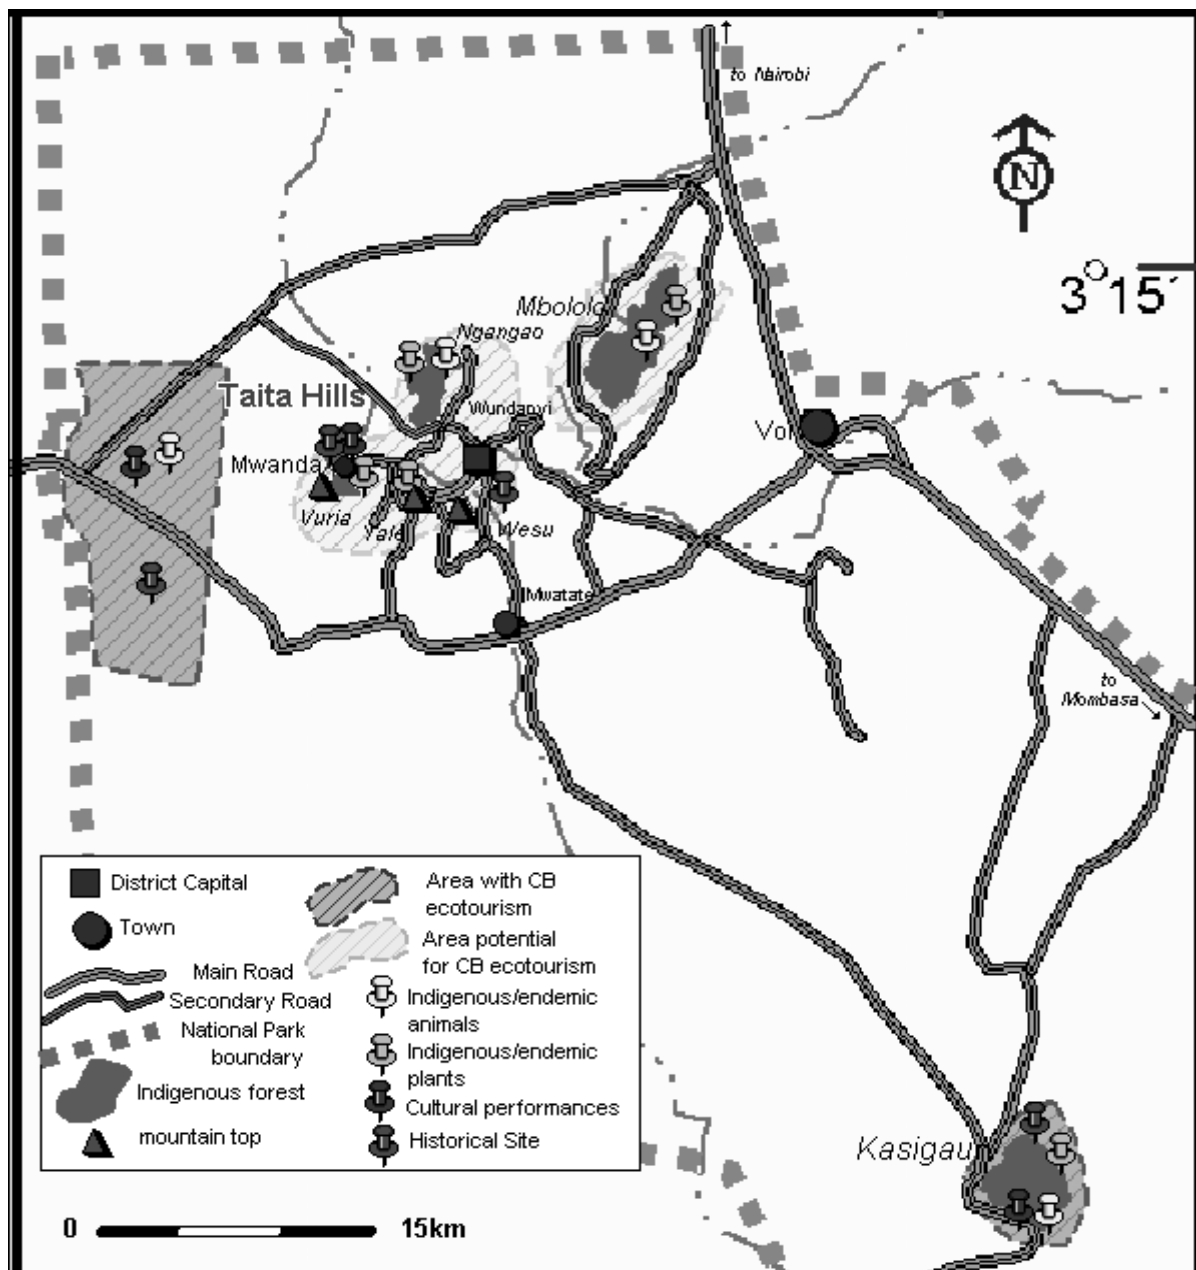 to Nairobi
N
3°15´
Mbololo
Ngangao
Taita Hills
Wundanyi
Voi
Mwanda
Vuria
Yale
Wesu
Mwatate
to
Mombasa
District Capital
Town
Main Road
Secondary Road
National Park
boundary
Indigenous forest
mountain top
Area with CB
ecotourism
Area potential
for CB ecotourism
Indigenous/endemic
animals
Indigenous/endemic
plants
Cultural performances
Historical Site
Kasigau
0 15km